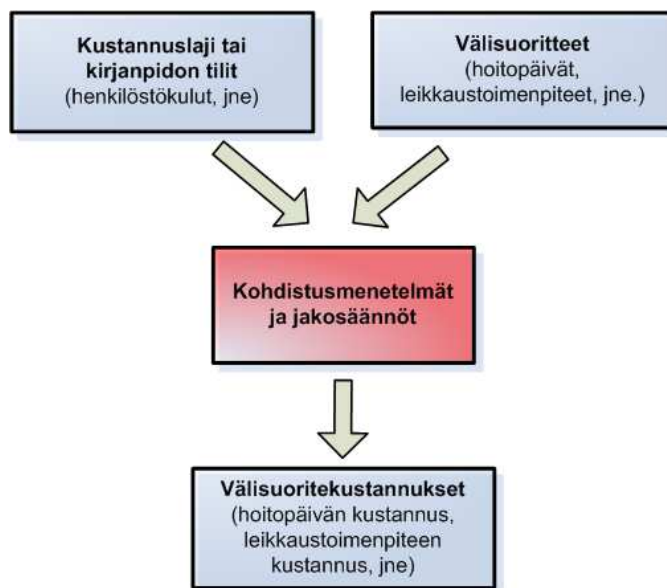 Kustannuslaji tai
kirjanpidon tilit
(henkilöstökulut, jne)
Välisuoritteet
(hoitopäivät,
leikkaustoimenpiteet, jne.)
Kohdistusmenetelmät
ja jakosäännöt
Välisuoritekustannukset
(hoitopäivän kustannus,
leikkaustoimenpiteen
kustannus, jne)